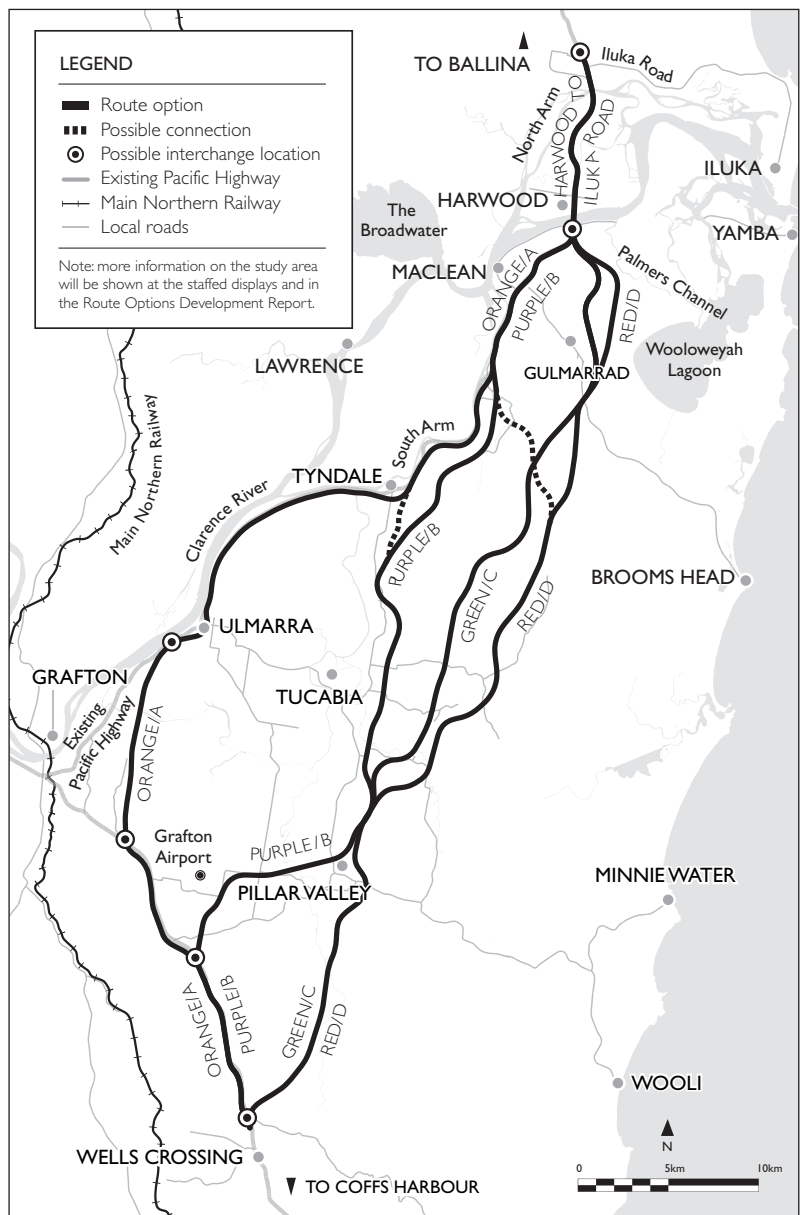 LEGEND
Route option
Possible connection
Possible interchange location
Existing Pacific Highway
Main Northern Railway
Local roads
Note: more information on the study area
will be shown at the staffed displays and in
the Route Options Development Report.
TO BALLINA
Iluka Road
North Arm
HARWOOD TO
ILUKA ROAD
ILUKA
HARWOOD
The
Broadwater
YAMBA
MACLEAN
Palmers Channel
ORANGE/A
PURPLE/B
RED/D
Wooloweyah
Lagoon
LAWRENCE
GULMARRAD
Main Northern Railway
South Arm
TYNDALE
Clarence River
PURPLE/B
GREEN/C
RED/D
BROOMS HEAD
ULMARRA
GRAFTON
TUCABIA
Existing
Pacific Highway
ORANGE/A
Grafton
Airport
PURPLE/B
PILLAR VALLEY
MINNIE WATER
ORANGE/A
PURPLE/B
GREEN/C
RED/D
WOOLI
N
WELLS CROSSING
TO COFFS HARBOUR
0
5km
10km